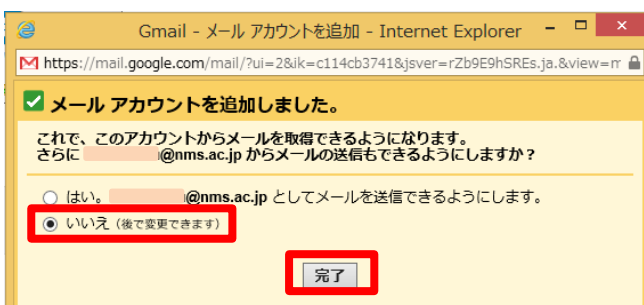 Gmail - メール アカウントを追加 - Internet Explorer
https://mail.google.com/mail/?ui=2&ik=c114cb3741&jsver=rZb9E9hSREs.ja.&view=m
メール アカウントを追加しました。
これで、このアカウントからメールを取得できるようになります。
さらに @nms.ac.jp からメールの送信もできるようにしますか？
はい。 @nms.ac.jp としてメールを送信できるようにします。
いいえ（後で変更できます）
完了